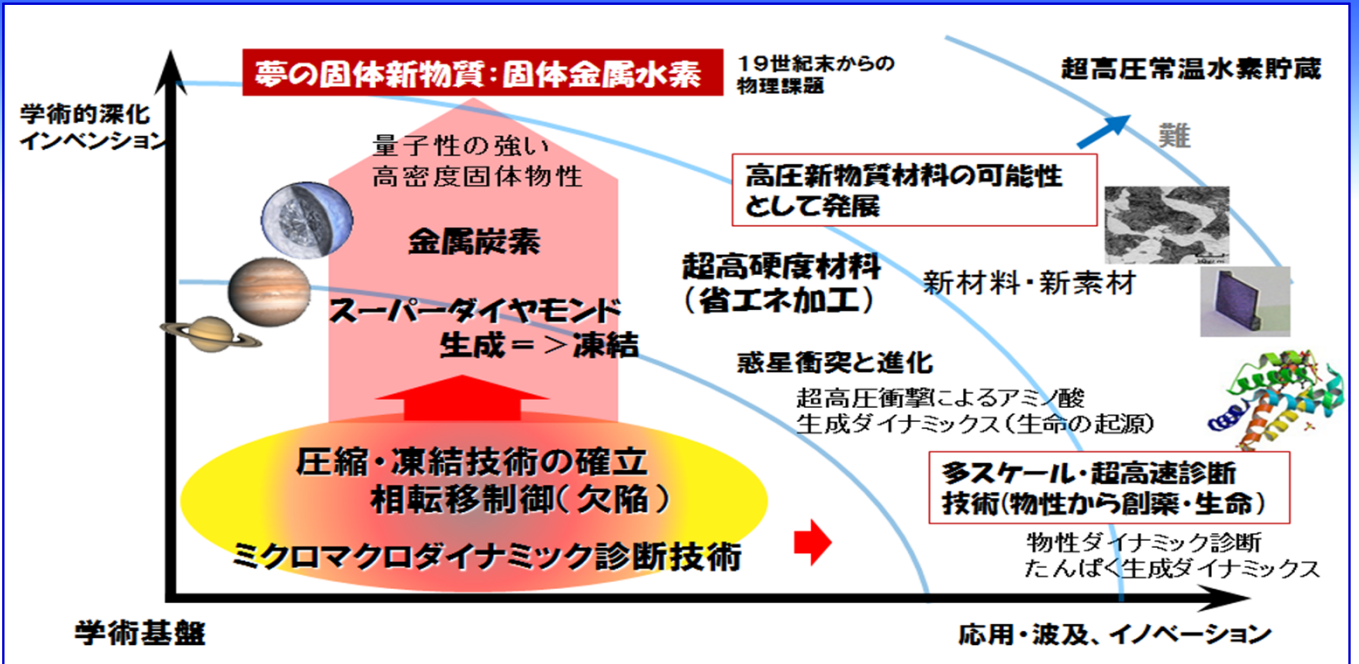 夢の固体新物質：固体金属水素
19世紀末からの
物理課題
超高圧常温水素貯蔵
難
学術的深化
インベンション
量子性の強い
高密度固体物性
高圧新物質材料の可能性
として発展
金属炭素
超高硬度材料
（省エネ加工）
新材料・新素材
スーパーダイヤモンド
生成＝＞凍結
惑星衝突と進化
超高圧衝撃によるアミノ酸
生成ダイナミックス（生命の起源）
圧縮・凍結技術の確立
相転移制御（欠陥）
ミクロマクロダイナミック診断技術
多スケール・超高速診断
技術(物性から創薬・生命)
物性ダイナミック診断
たんぱく生成ダイナミックス
学術基盤
応用・波及、イノベーション